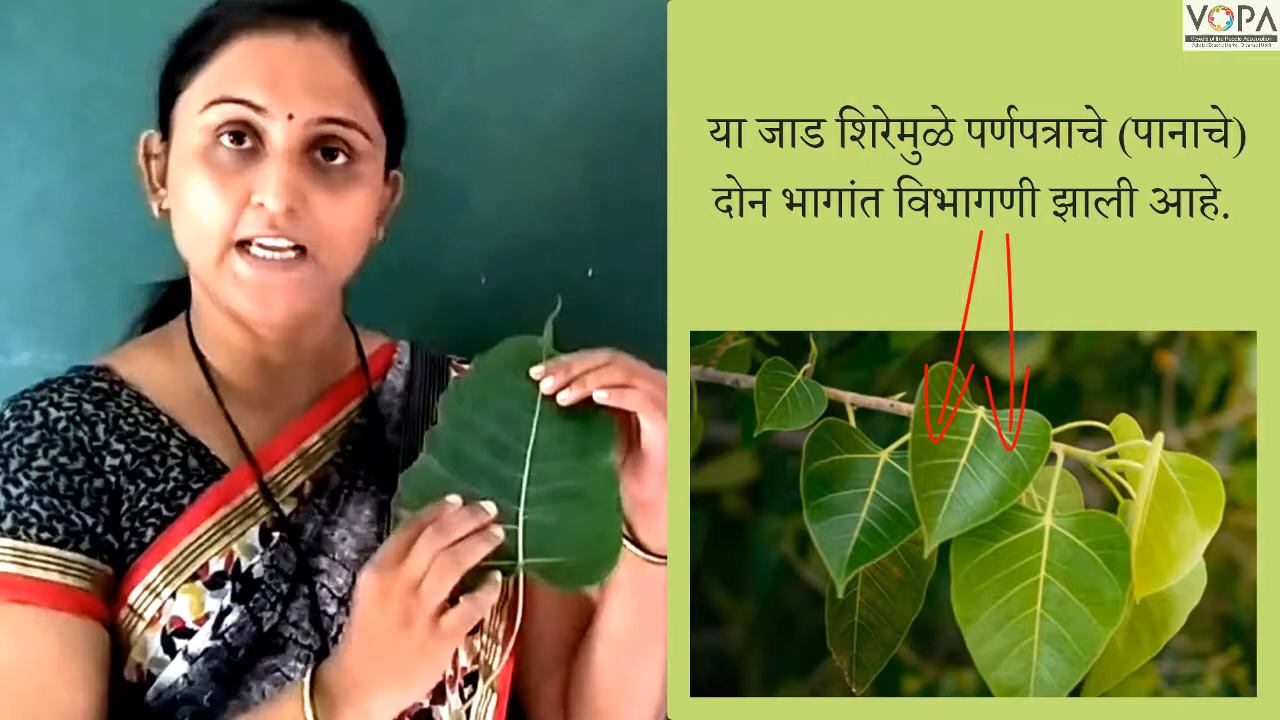 VOPA
या जाड शिरेमुळे पर्णपत्राचे (पानाचे)
दोन भागांत विभागणी झाली आहे.